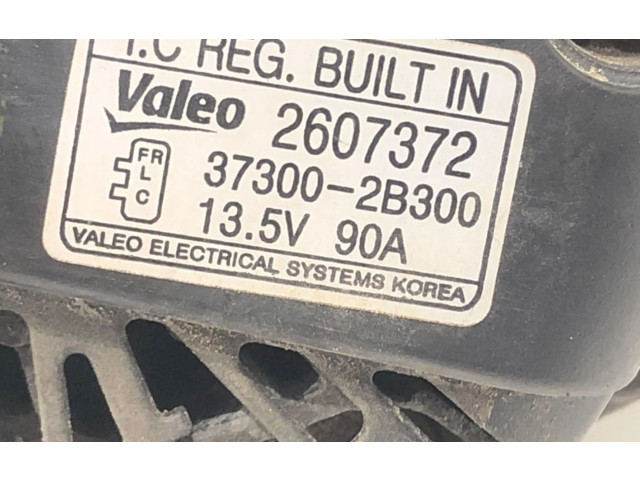 I.C REG. BUILT IN
Valeo 2607372
FR
L
C
37300-2B300
13.5V 90A
VALEO ELECTRICAL SYSTEMS KOREA